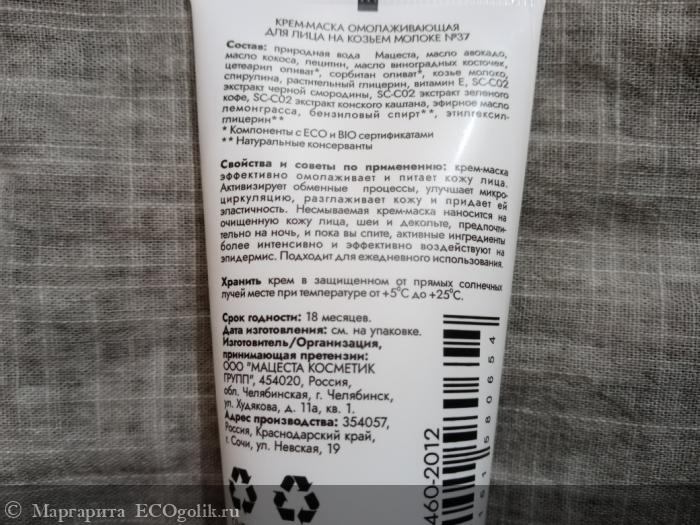 КРЕМ-МАСКА ОМОЛАЖИВАЮЩАЯ
ДЛЯ ЛИЦА НА КОЗЬЕМ МОЛОКЕ №37
Состав: природная вода Мацеста, масло авокадо,
масло кокоса, лецитин, масло виноградных косточек,
цетеарил оливат*, сорбитан оливат*, козье молоко,
спирулина, растительный глицерин, витамин Е, SC-CO2
экстракт черной смородины, SC-CO2 экстракт зеленого
кофе, SC-CO2 экстракт конского каштана, эфирное масло
лемонграсса, бензиловый спирт**, этилгексил-
глицерин**
* Компоненты с ECO и BIO сертификатами
** Натуральные консерванты
Свойства и советы по применению: крем-маска
эффективно омолаживает и питает кожу лица.
Активизирует обменные процессы, улучшает микро-
циркуляцию, разглаживает кожу и придает ей
эластичность. Несмываемая крем-маска наносится на
очищенную кожу лица, шеи и декольте, предпочти-
тельно на ночь, и пока вы спите, активные ингредиенты
более интенсивно и эффективно воздействуют на
эпидермис. Подходит для ежедневного использования.
Хранить крем в защищенном от прямых солнечных
лучей месте при температуре от +5°С до +25°С.
Срок годности: 18 месяцев.
Дата изготовления: см. на упаковке.
Изготовитель/Организация,
принимающая претензии:
ООО "МАЦЕСТА КОСМЕТИК
ГРУПП", 454020, Россия,
обл. Челябинская, г. Челябинск,
ул. Худякова, д. 11а, кв. 1.
Адрес производства: 354057,
Россия, Краснодарский край,
г. Сочи, ул. Невская, 19
460-2012
© Маргарита ECOgolik.ru